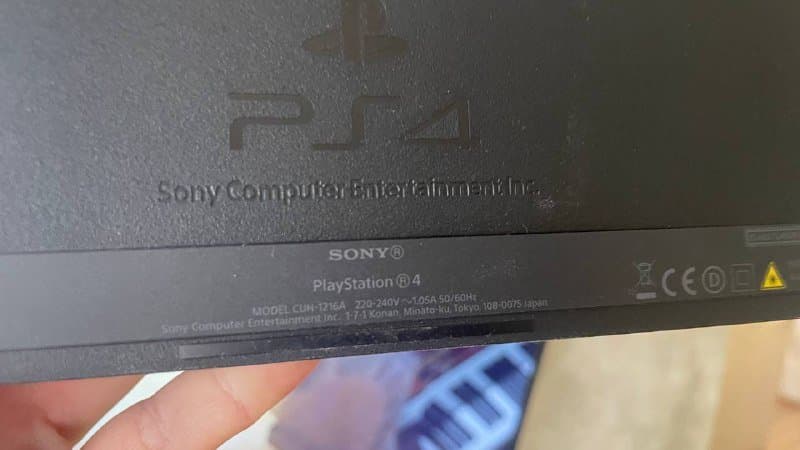 PS4
Sony Computer Entertainment Inc.
SONY®
PlayStation®4
MODEL CUH-1216A 220-240V ~ 1.05A 50/60Hz
Sony Computer Entertainment Inc. 1-7-1 Konan, Minato-ku, Tokyo, 108-0075 Japan
CE D